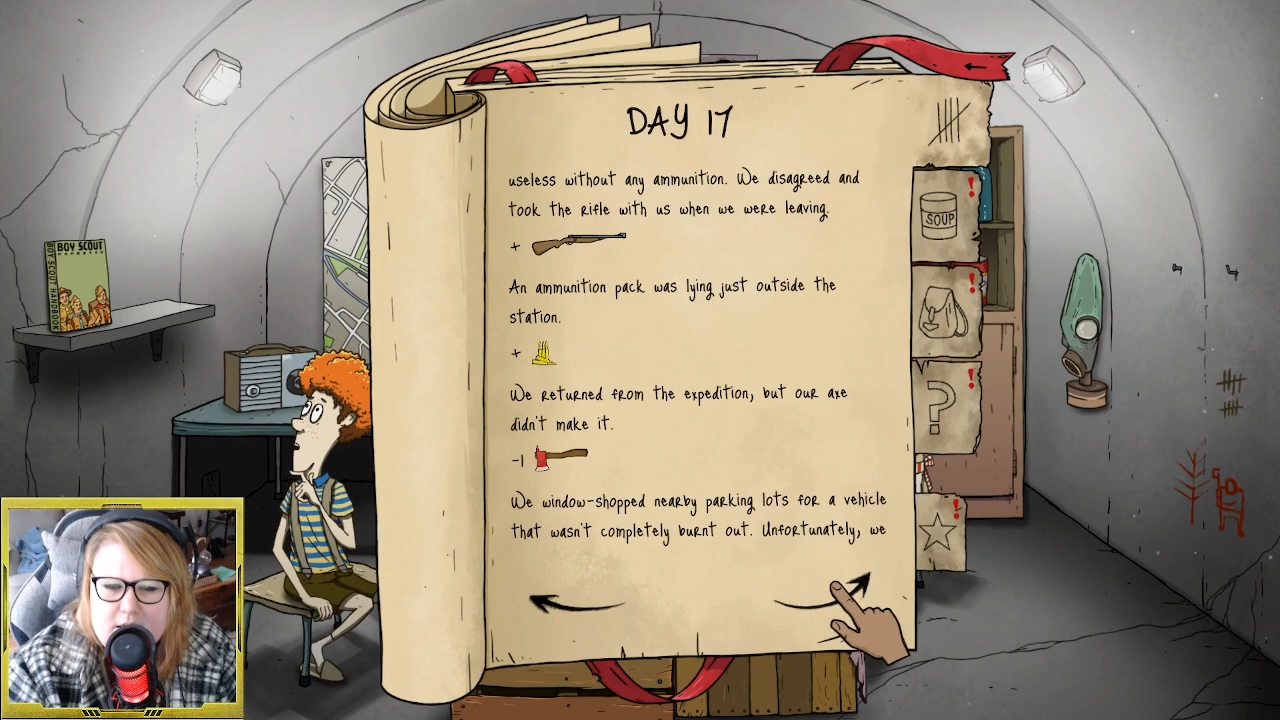 DAY 17
useless without any ammunition. We disagreed and
took the rifle with us when we were leaving.
+
An ammunition pack was lying just outside the
station.
+
We returned from the expedition, but our axe
didn't make it.
-1
We window-shopped nearby parking lots for a vehicle
that wasn't completely burnt out. Unfortunately, we
!
SOUP
!
!
?
!
BOY SCOUT
BOY SCOUT HANDBOOK